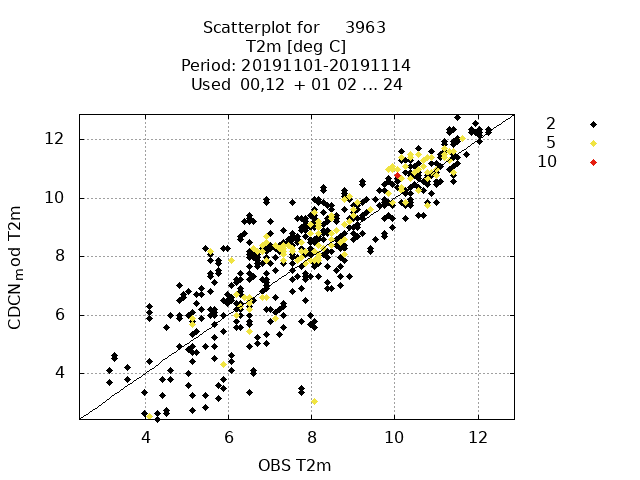 Scatterplot for 3963
T2m [deg C]
Period: 20191101-20191114
Used 00,12 + 01 02 ... 24
2
5
10
12
10
8
6
4
CDCN_mod T2m
4 6 8 10 12
OBS T2m